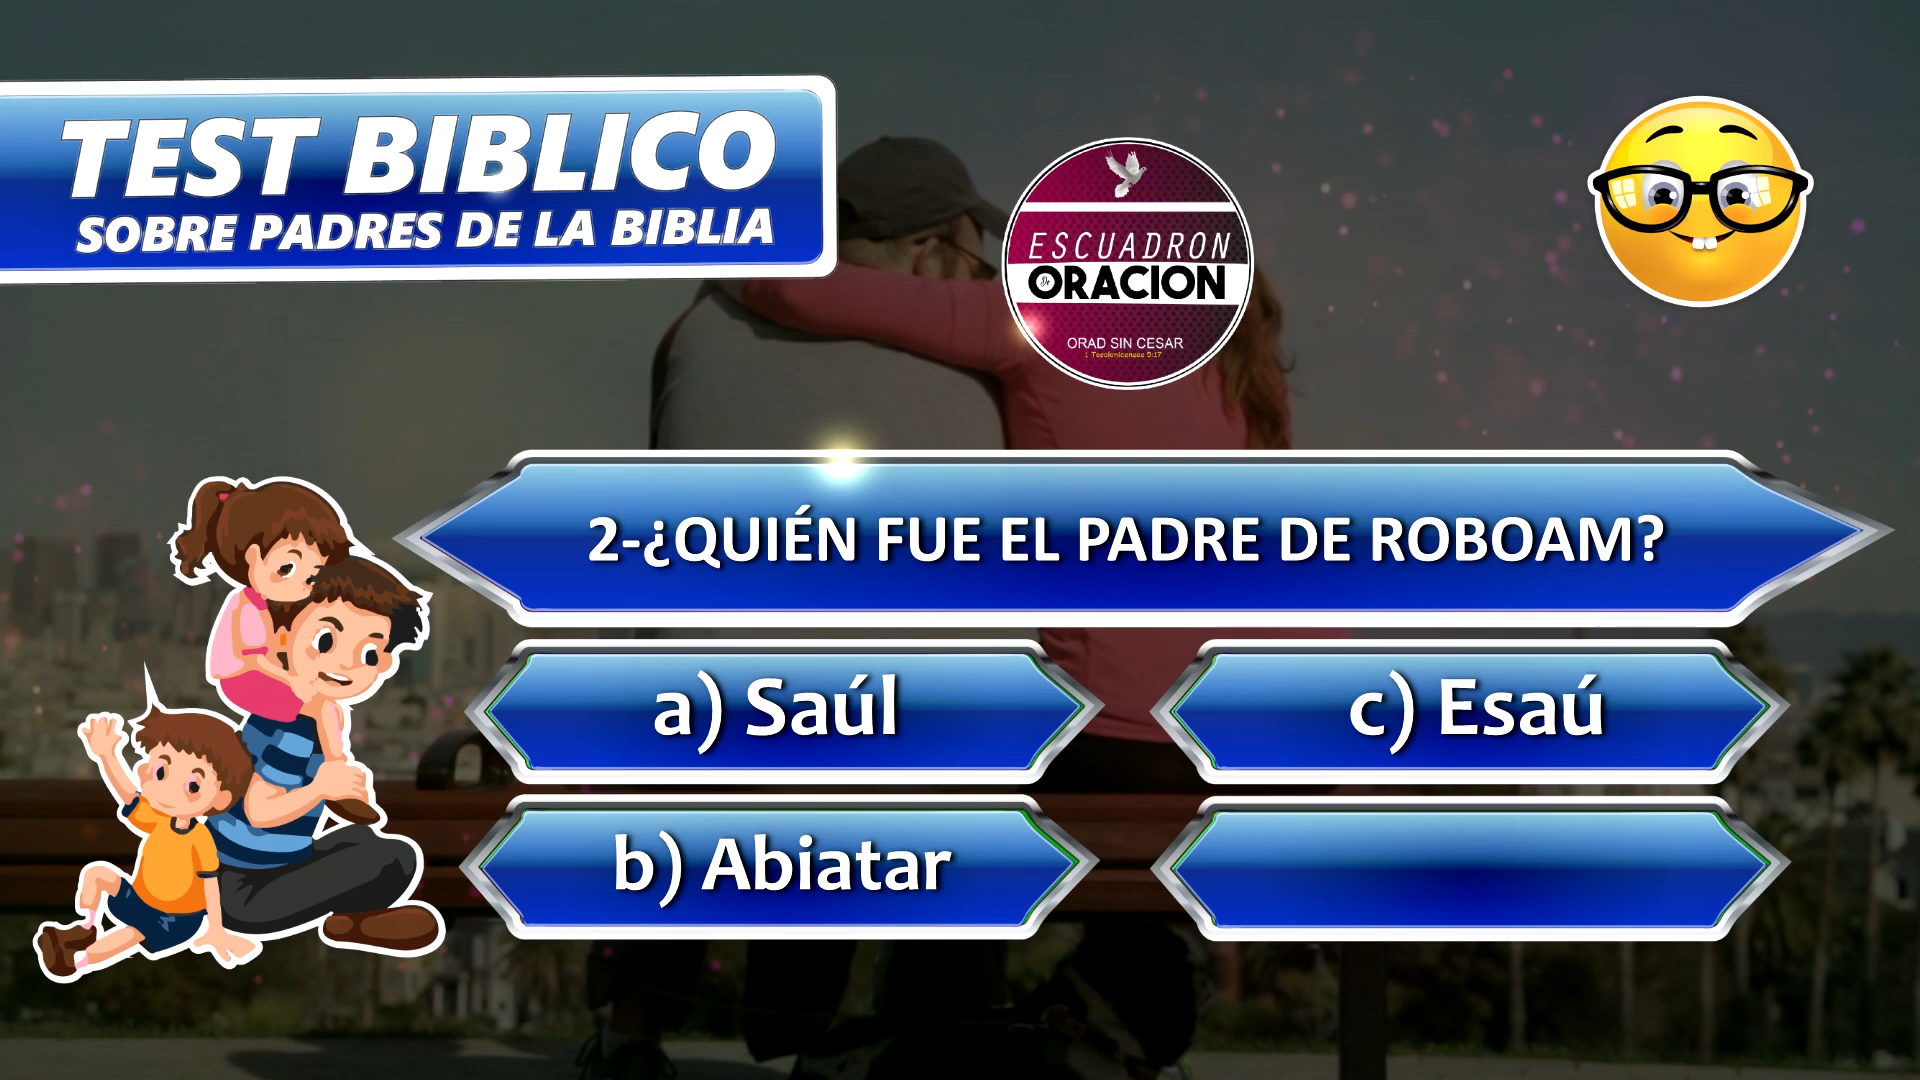 TEST BIBLICO
SOBRE PADRES DE LA BIBLIA
ESCUADRON
De
ORACION
ORAD SIN CESAR
1 Tesalonicenses 5:17
2-¿QUIÉN FUE EL PADRE DE ROBOAM?
a) Saúl
c) Esaú
b) Abiatar